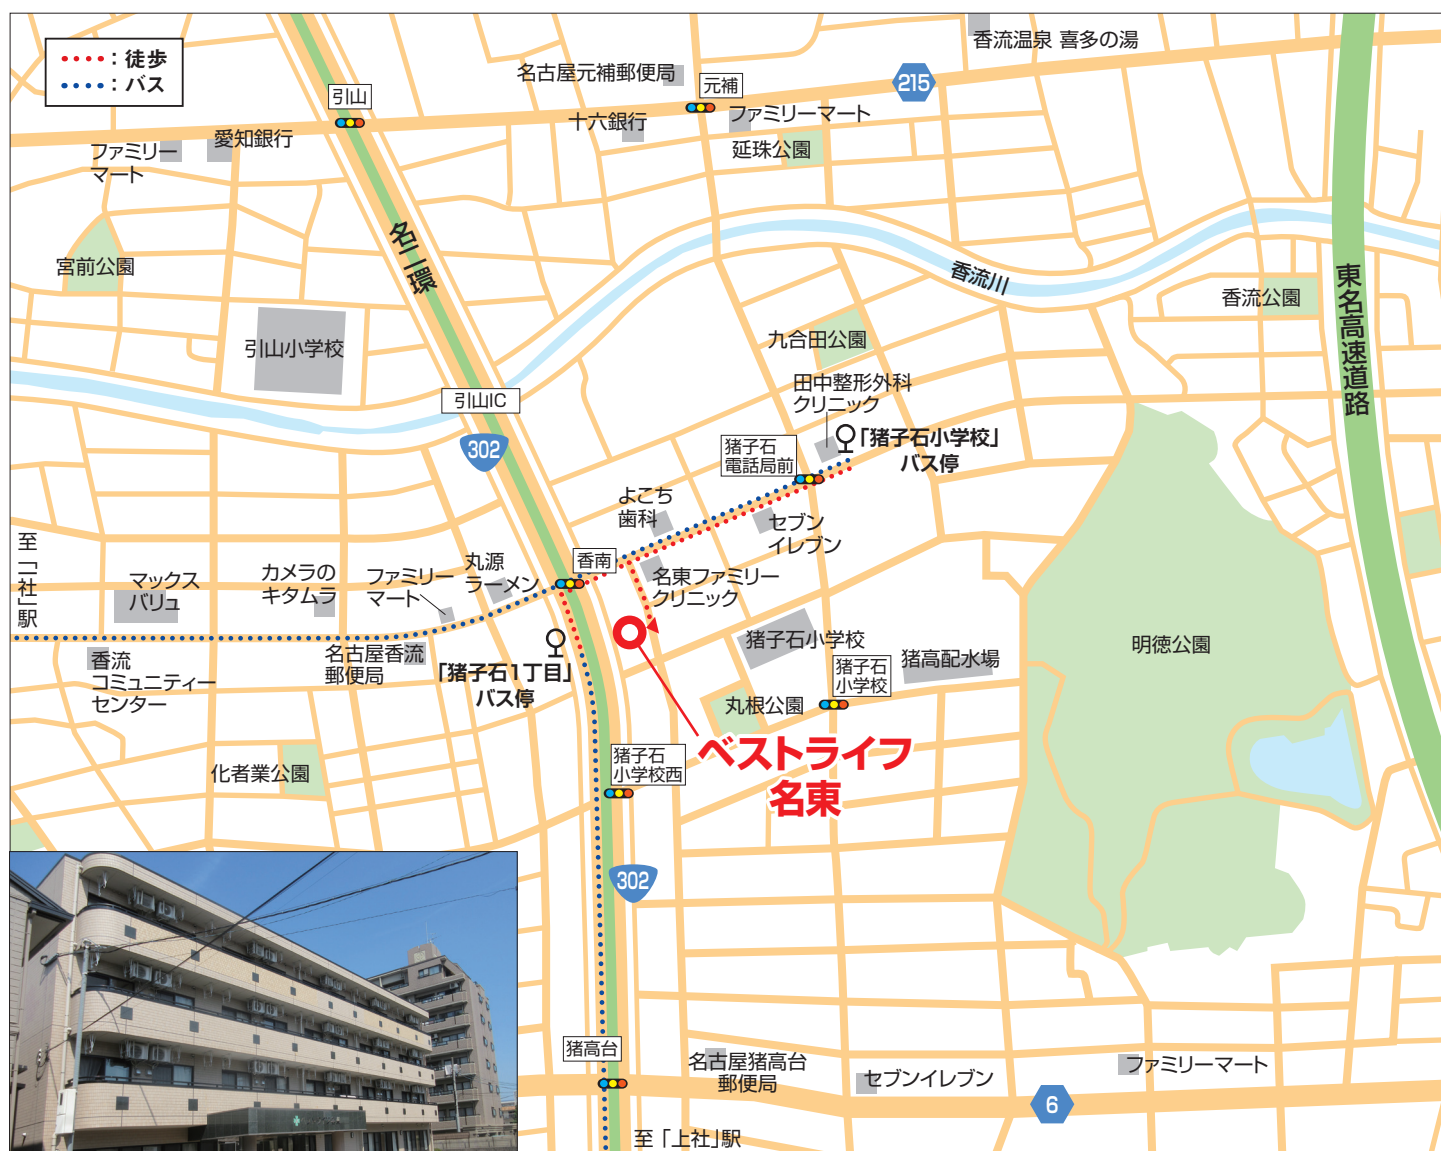 ：徒歩
：バス
香流温泉 喜多の湯
名古屋元補郵便局
元補
215
引山
十六銀行
ファミリーマート
愛知銀行
延珠公園
ファミリー
マート
名二環
宮前公園
香流川
香流公園
東名高速道路
九合田公園
引山小学校
田中整形外科
クリニック
引山IC
302
猪子石
電話局前
「猪子石小学校」
バス停
よこち
歯科
セブン
イレブン
至「一社」駅
香南
丸源
ラーメン
カメラの
キタムラ
ファミリー
マート
マックス
バリュ
名東ファミリー
クリニック
猪子石小学校
明徳公園
猪高配水場
猪子石
小学校
香流
コミュニティー
センター
名古屋香流
郵便局
「猪子石1丁目」
バス停
丸根公園
ベストライフ
名東
猪子石
小学校西
化者業公園
302
猪高台
名古屋猪高台
郵便局
セブンイレブン
ファミリーマート
6
至「上社」駅